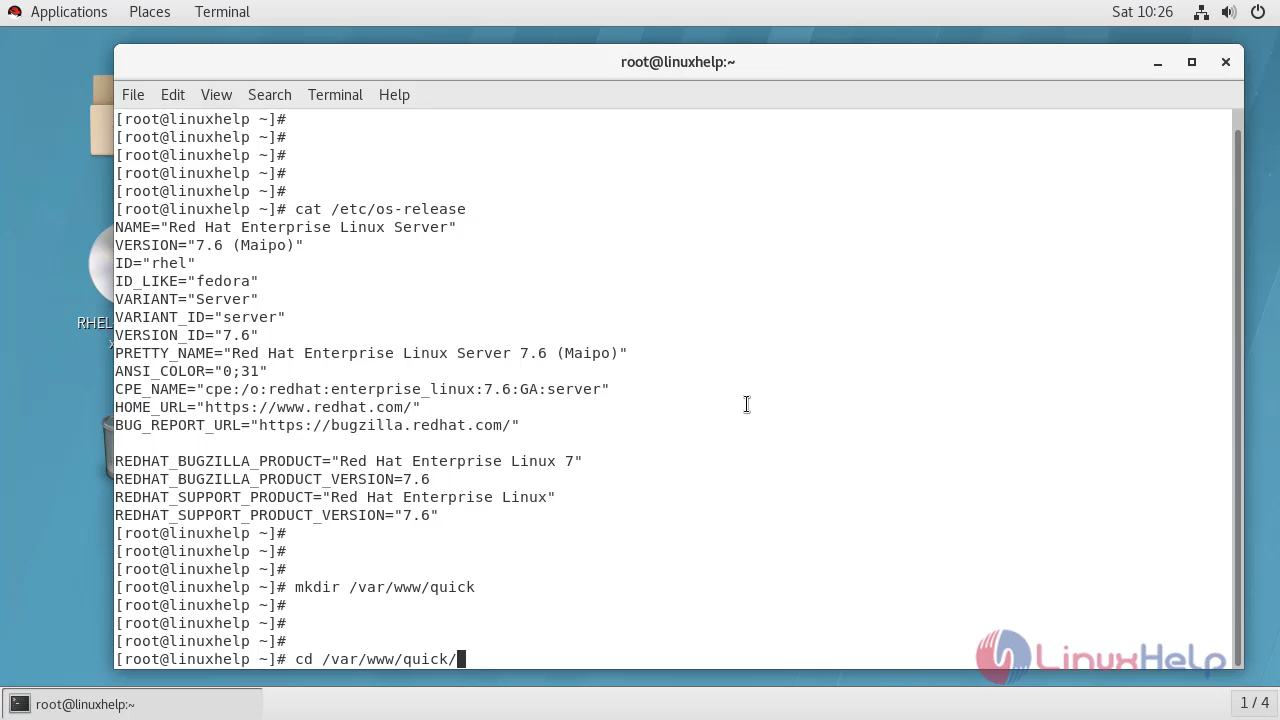 Applications Places Terminal Sat 10:26
root@linuxhelp:~
File Edit View Search Terminal Help
[root@linuxhelp ~]#
[root@linuxhelp ~]#
[root@linuxhelp ~]#
[root@linuxhelp ~]#
[root@linuxhelp ~]#
[root@linuxhelp ~]# cat /etc/os-release
NAME="Red Hat Enterprise Linux Server"
VERSION="7.6 (Maipo)"
ID="rhel"
ID_LIKE="fedora"
VARIANT="Server"
VARIANT_ID="server"
RHEL
VERSION_ID="7.6"
PRETTY_NAME="Red Hat Enterprise Linux Server 7.6 (Maipo)"
ANSI_COLOR="0;31"
CPE_NAME="cpe:/o:redhat:enterprise_linux:7.6:GA:server"
HOME_URL="https://www.redhat.com/"
BUG_REPORT_URL="https://bugzilla.redhat.com/"
REDHAT_BUGZILLA_PRODUCT="Red Hat Enterprise Linux 7"
REDHAT_BUGZILLA_PRODUCT_VERSION=7.6
REDHAT_SUPPORT_PRODUCT="Red Hat Enterprise Linux"
REDHAT_SUPPORT_PRODUCT_VERSION="7.6"
[root@linuxhelp ~]#
[root@linuxhelp ~]#
[root@linuxhelp ~]#
[root@linuxhelp ~]# mkdir /var/www/quick
[root@linuxhelp ~]#
[root@linuxhelp ~]#
[root@linuxhelp ~]#
[root@linuxhelp ~]# cd /var/www/quick/
LinuxHelp
root@linuxhelp:~ 1 / 4